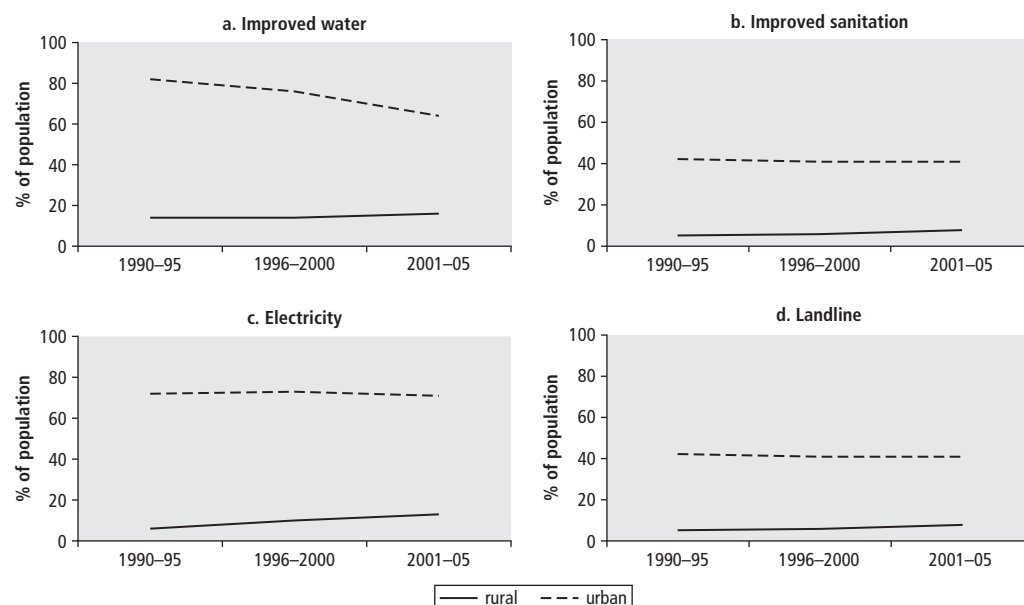 a. Improved water
% of population
100
80
60
40
20
0
1990–95 1996–2000 2001–05
b. Improved sanitation
% of population
100
80
60
40
20
0
1990–95 1996–2000 2001–05
c. Electricity
% of population
100
80
60
40
20
0
1990–95 1996–2000 2001–05
d. Landline
% of population
100
80
60
40
20
0
1990–95 1996–2000 2001–05
rural urban